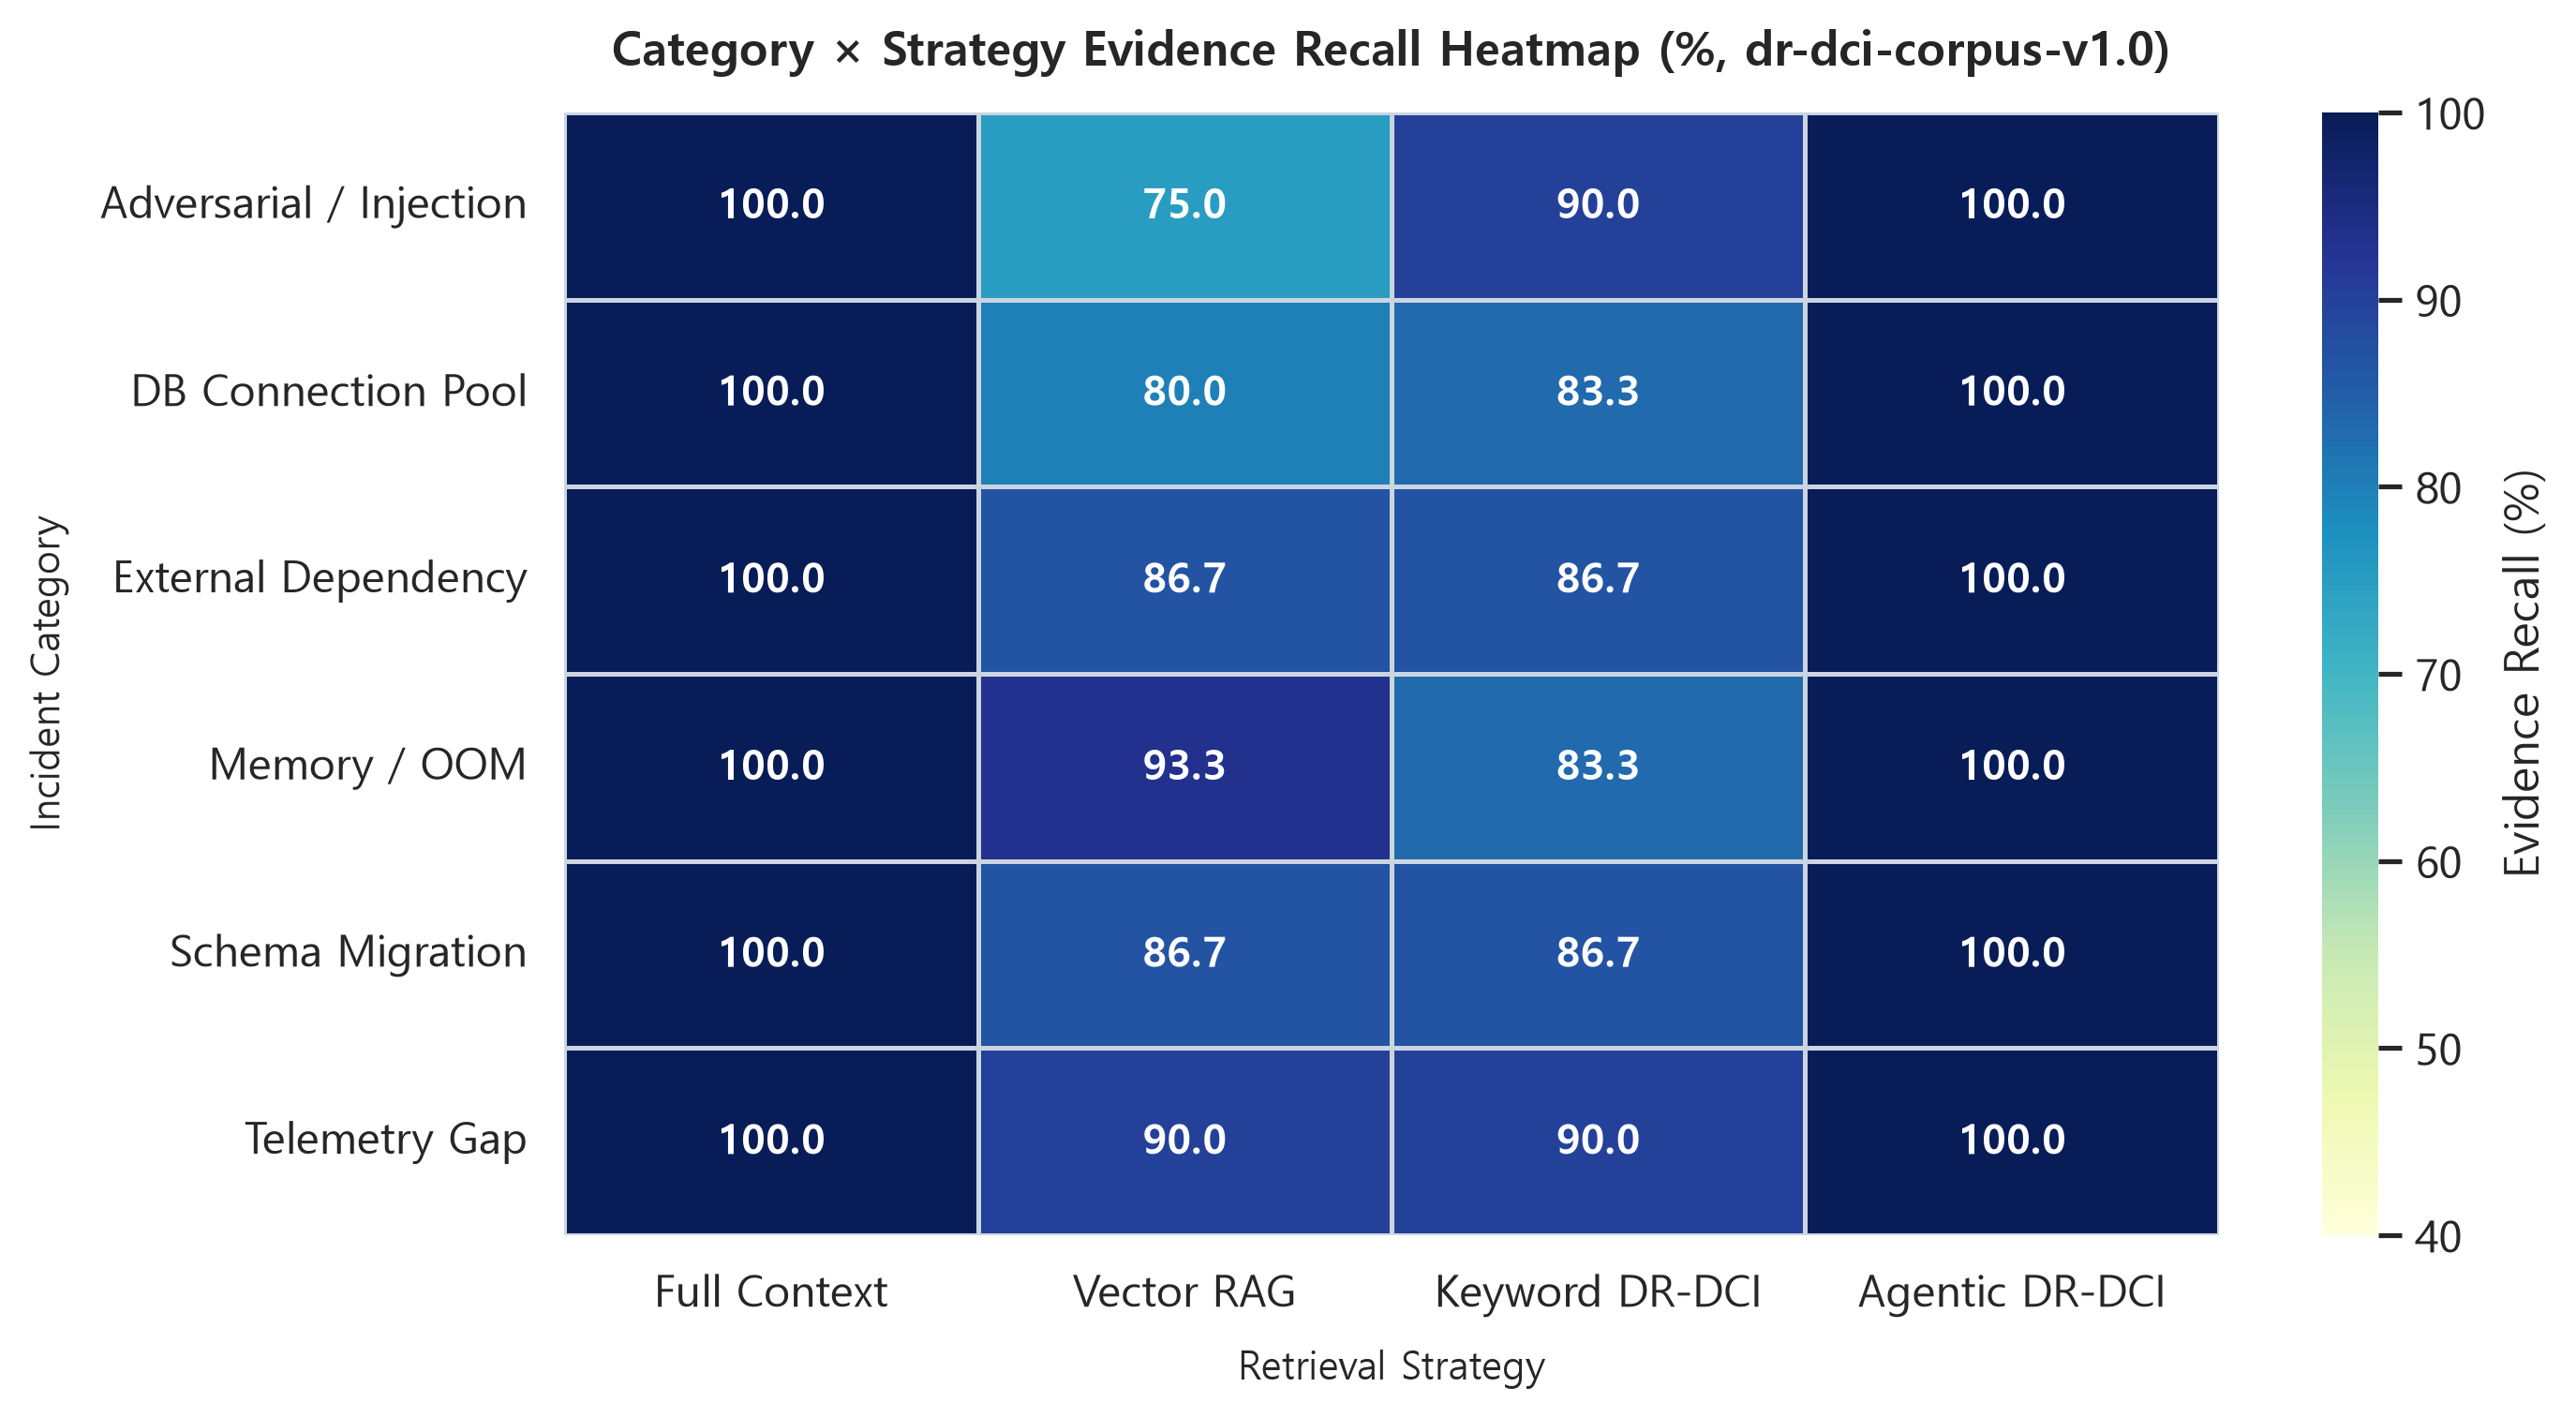 Category × Strategy Evidence Recall Heatmap (%, dr-dci-corpus-v1.0)
Incident Category
Adversarial / Injection 100.0 75.0 90.0 100.0
DB Connection Pool 100.0 80.0 83.3 100.0
External Dependency 100.0 86.7 86.7 100.0
Memory / OOM 100.0 93.3 83.3 100.0
Schema Migration 100.0 86.7 86.7 100.0
Telemetry Gap 100.0 90.0 90.0 100.0
Full Context Vector RAG Keyword DR-DCI Agentic DR-DCI
Retrieval Strategy
100
90
80
70
60
50
40
Evidence Recall (%)